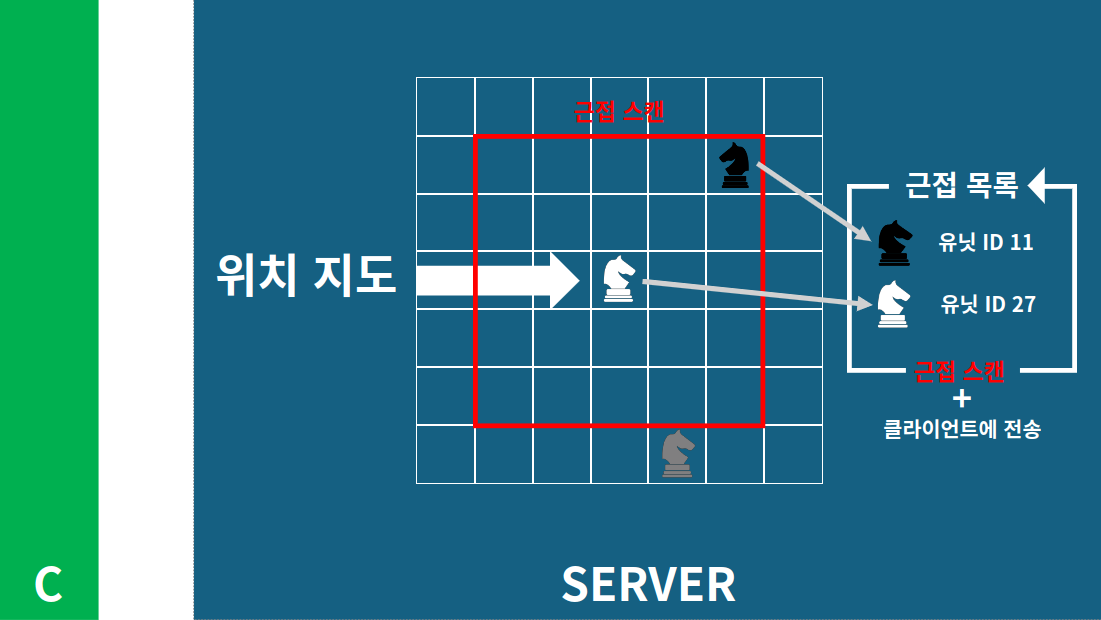 근접 스캔
위치 지도
근접 목록
유닛 ID 11
유닛 ID 27
근접 스캔
+
클라이언트에 전송
C
SERVER